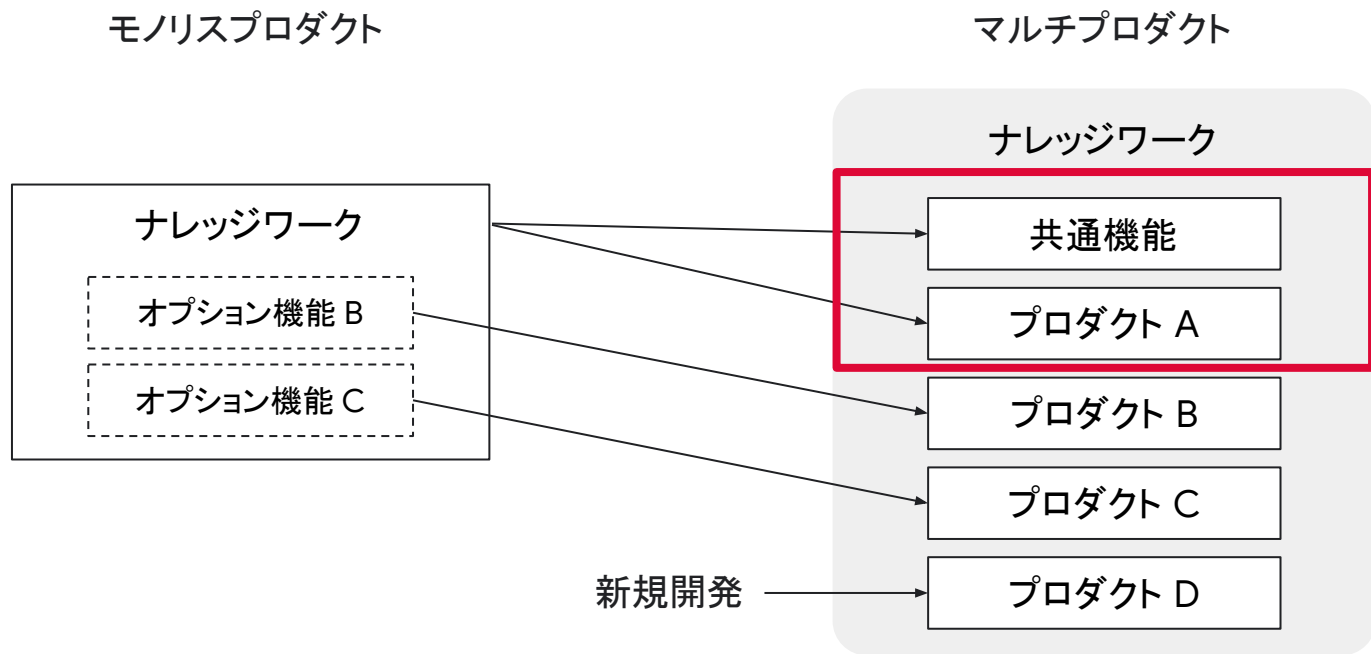 モノリスプロダクト
マルチプロダクト
ナレッジワーク
オプション機能 B
オプション機能 C
ナレッジワーク
共通機能
プロダクト A
プロダクト B
プロダクト C
新規開発
プロダクト D